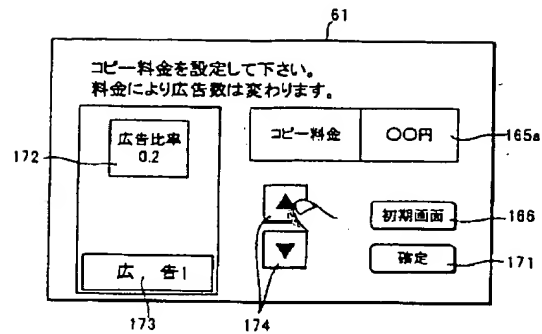 61
コピー料金を設定して下さい。
料金により広告数は変わります。
広告比率
0.2
172
コピー料金
〇〇円
165a
▲
▼
初期画面
166
確定
171
広 告1
173
174